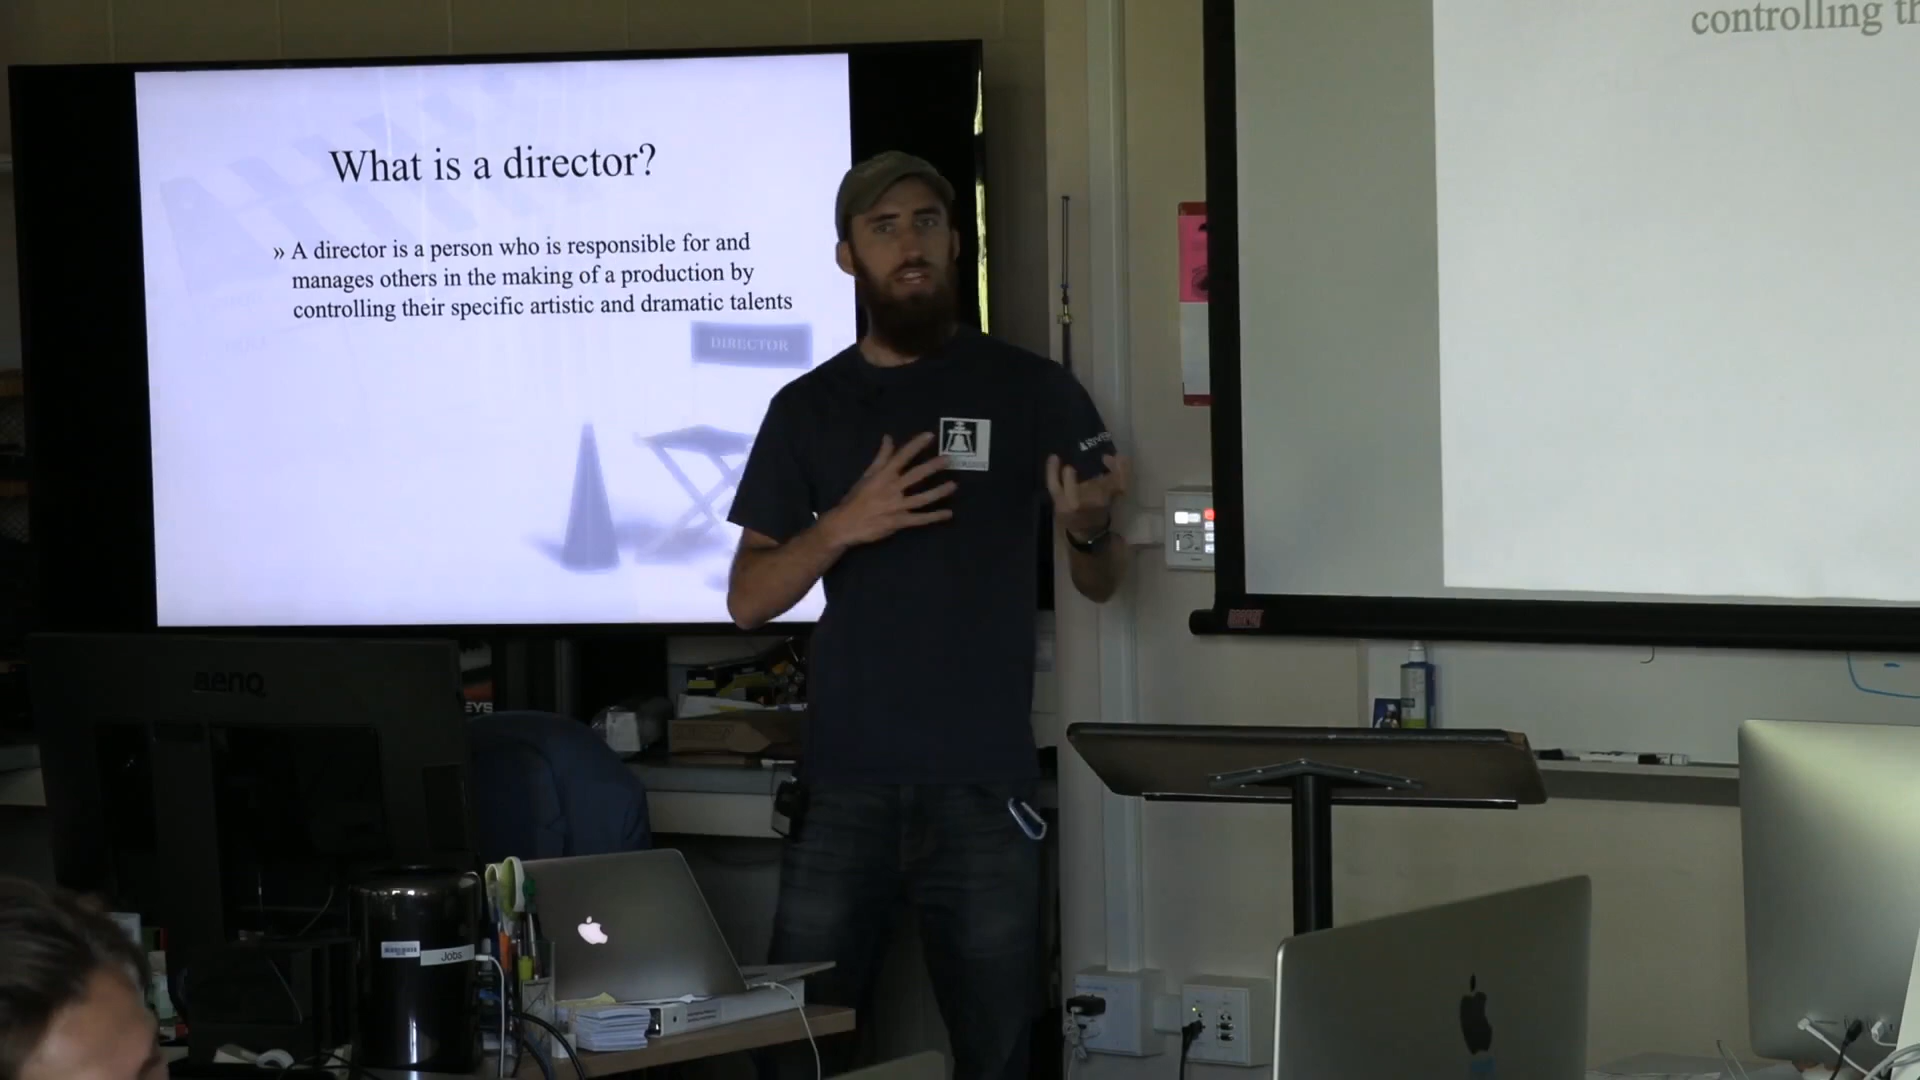 What is a director?
» A director is a person who is responsible for and
manages others in the making of a production by
controlling their specific artistic and dramatic talents
DIRECTOR
controlling th
BenQ
Jobs